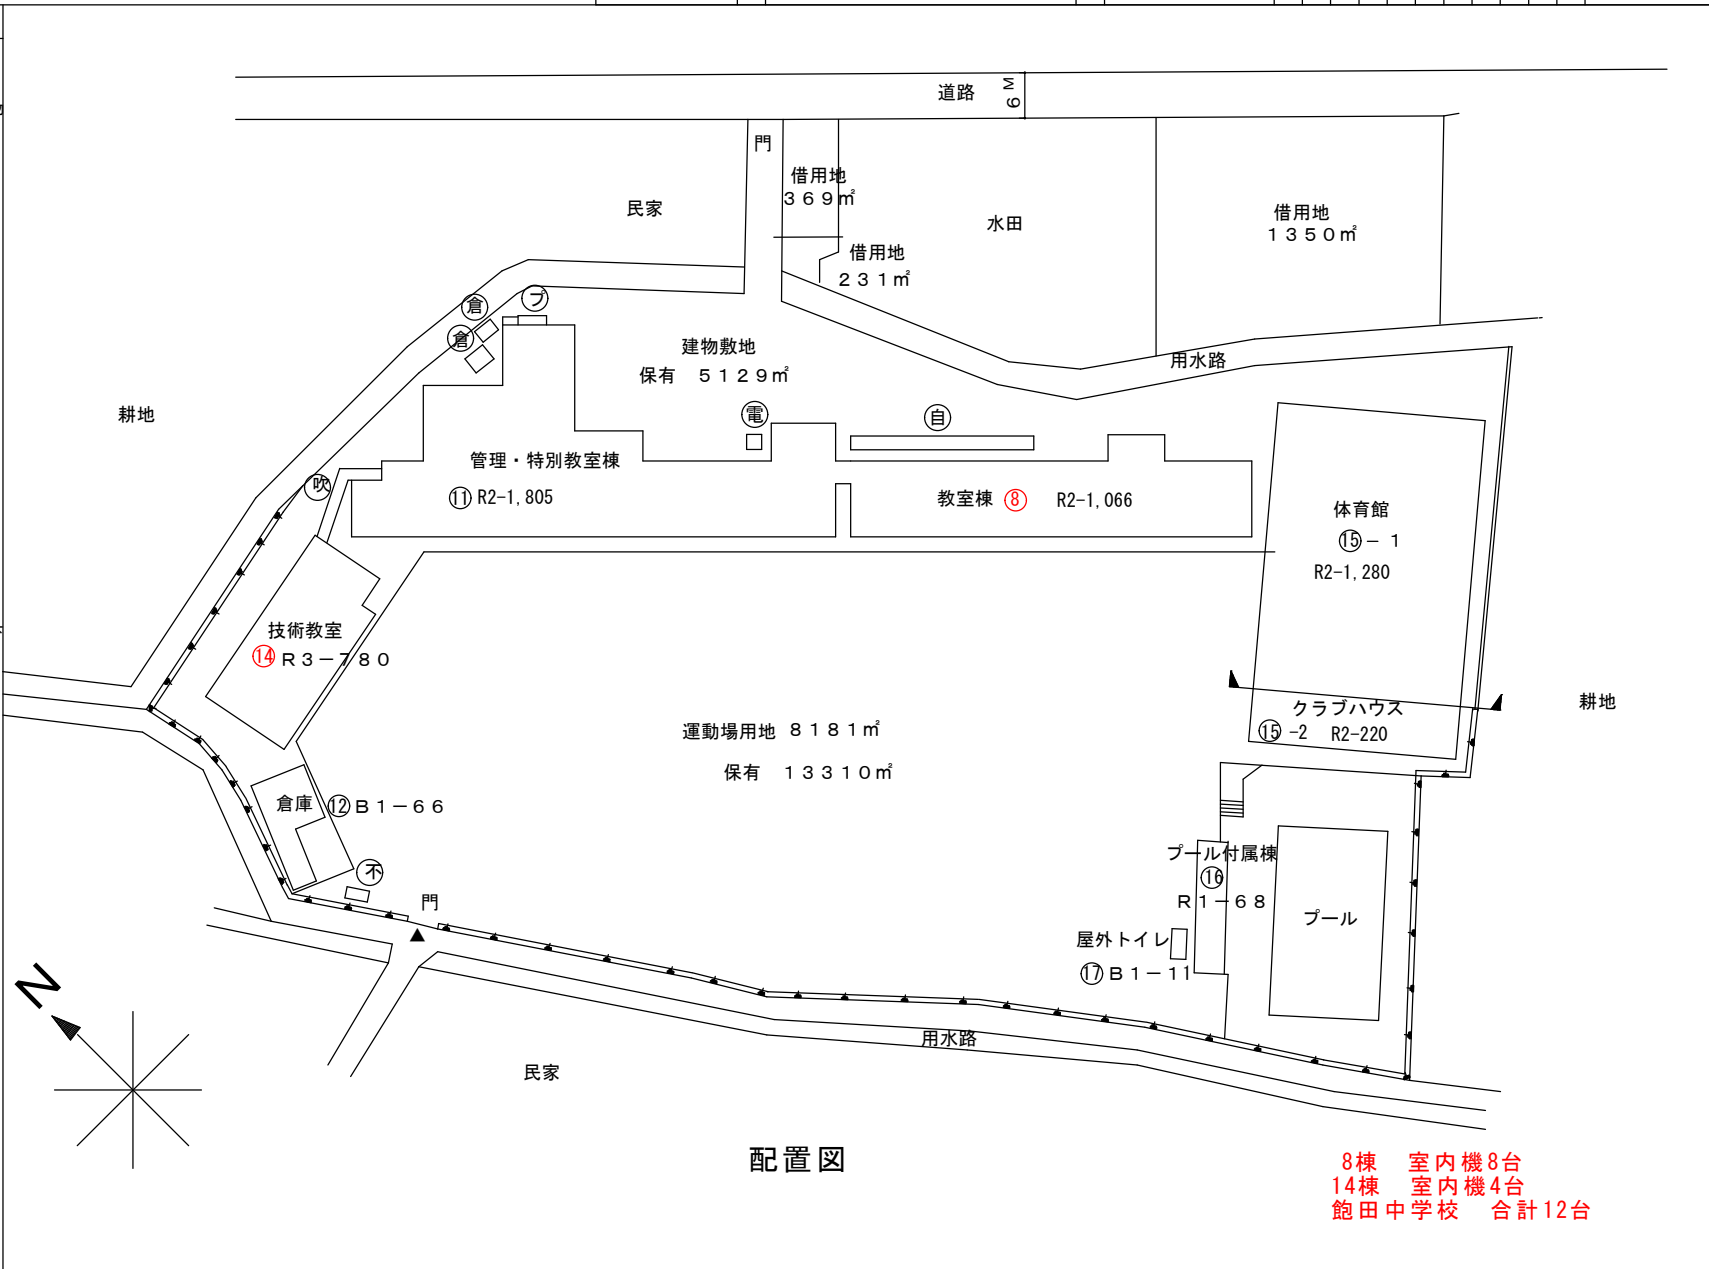 道路
6M
門
借用地
369㎡
民家
水田
借用地
1350㎡
借用地
231㎡
倉
プ
倉
建物敷地
保有 5129㎡
用水路
耕地
電
自
管理・特別教室棟
⑪ R2-1,805
教室棟 ⑧ R2-1,066
吹
体育館
⑮-1
R2-1,280
技術教室
⑭ R3-780
クラブハウス
⑮-2 R2-220
耕地
運動場用地 8181㎡
保有 13310㎡
倉庫 ⑫ B1-66
不
門
プール付属棟
⑯
R1-68
プール
屋外トイレ
⑰ B1-11
N
用水路
民家
配置図
8棟 室内機8台
14棟 室内機4台
飽田中学校 合計12台